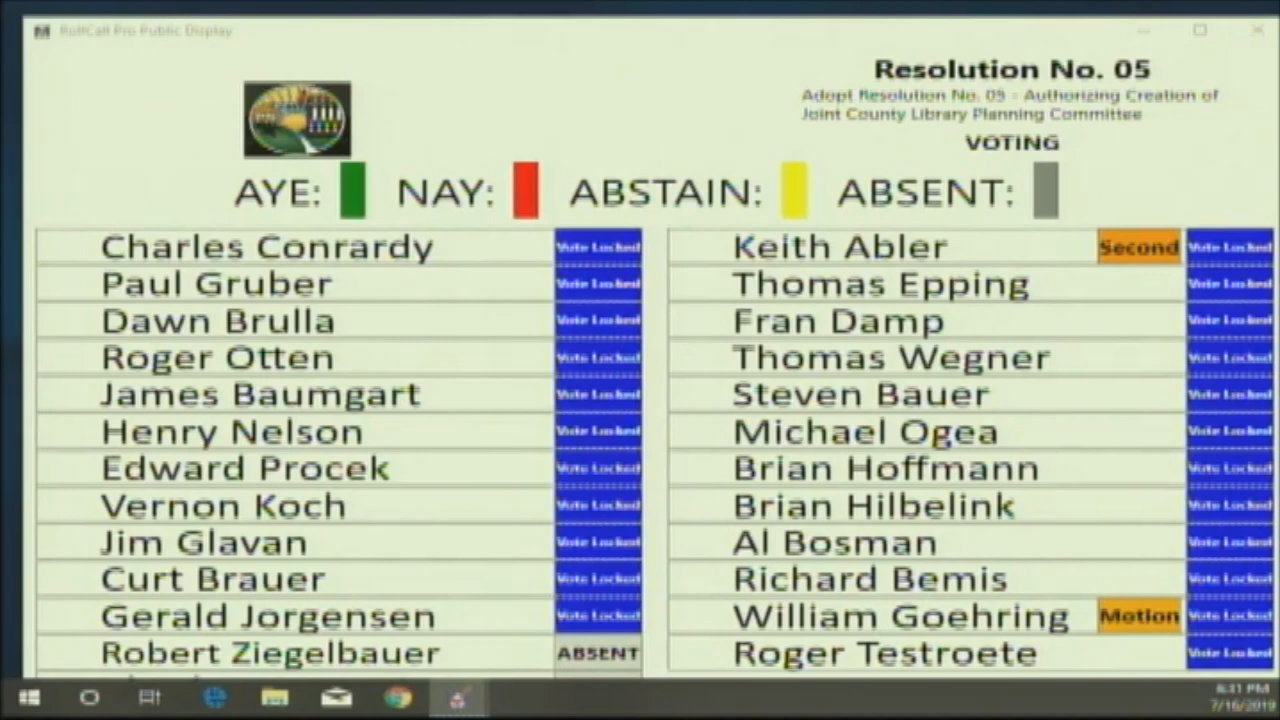 RollCall Pro Public Display
Resolution No. 05
Adopt Resolution No. 05 - Authorizing Creation of
Joint County Library Planning Committee
VOTING
AYE: NAY: ABSTAIN: ABSENT:
Charles Conrardy Vote Locked
Paul Gruber Vote Locked
Dawn Brulla Vote Locked
Roger Otten Vote Locked
James Baumgart Vote Locked
Henry Nelson Vote Locked
Edward Procek Vote Locked
Vernon Koch Vote Locked
Jim Glavan Vote Locked
Curt Brauer Vote Locked
Gerald Jorgensen Vote Locked
Robert Ziegelbauer ABSENT
Keith Abler Second Vote Locked
Thomas Epping Vote Locked
Fran Damp Vote Locked
Thomas Wegner Vote Locked
Steven Bauer Vote Locked
Michael Ogea Vote Locked
Brian Hoffmann Vote Locked
Brian Hilbelink Vote Locked
Al Bosman Vote Locked
Richard Bemis Vote Locked
William Goehring Motion Vote Locked
Roger Testroete Vote Locked
6:31 PM
7/16/2019